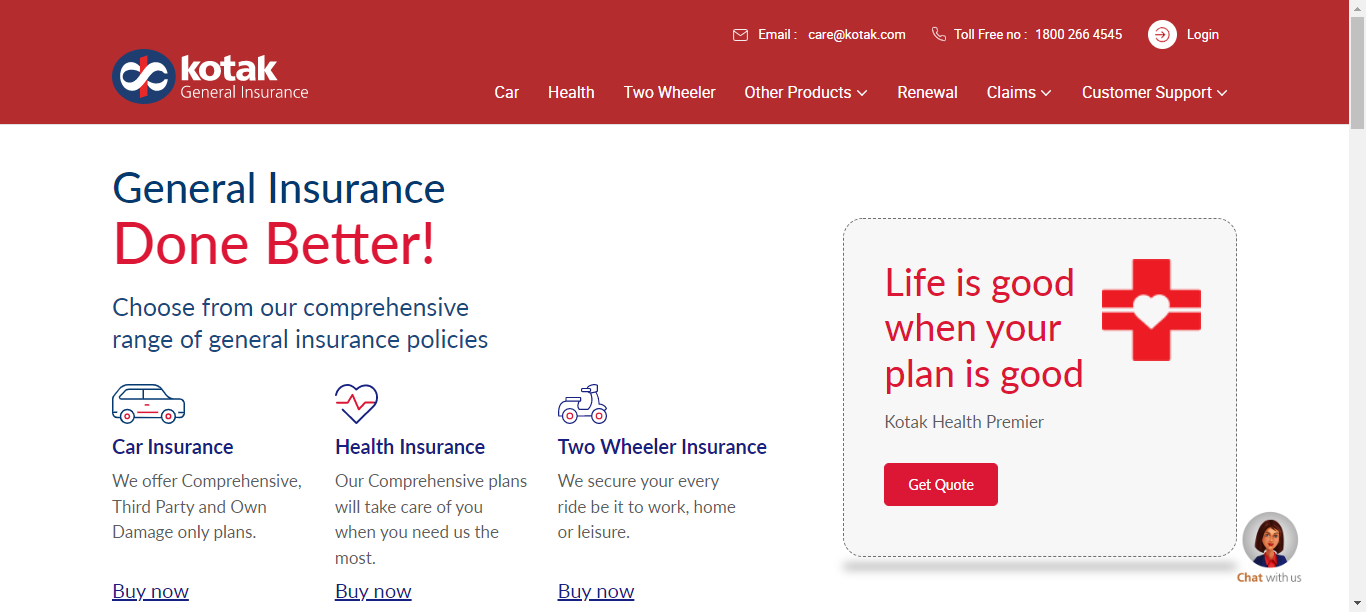 Email : care@kotak.com
Toll Free no : 1800 266 4545
Login
kotak
General Insurance
Car
Health
Two Wheeler
Other Products
Renewal
Claims
Customer Support
General Insurance
Done Better!
Choose from our comprehensive
range of general insurance policies
Car Insurance
We offer Comprehensive,
Third Party and Own
Damage only plans.
Buy now
Health Insurance
Our Comprehensive plans
will take care of you
when you need us the
most.
Buy now
Two Wheeler Insurance
We secure your every
ride be it to work, home
or leisure.
Buy now
Life is good
when your
plan is good
Kotak Health Premier
Get Quote
Chat with us